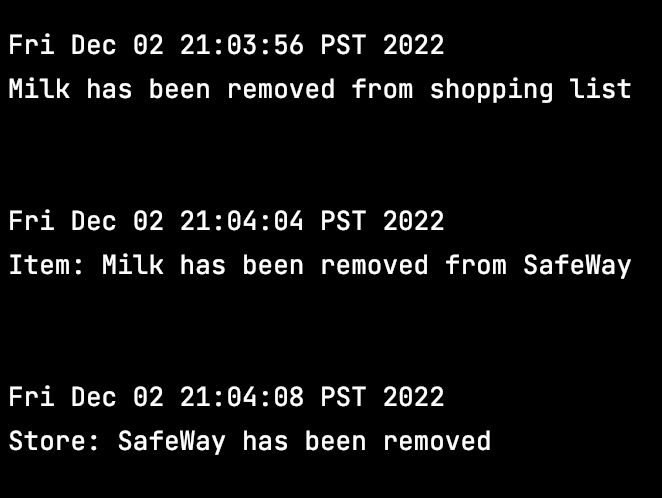 Fri Dec 02 21:03:56 PST 2022
Milk has been removed from shopping list
Fri Dec 02 21:04:04 PST 2022
Item: Milk has been removed from SafeWay
Fri Dec 02 21:04:08 PST 2022
Store: SafeWay has been removed